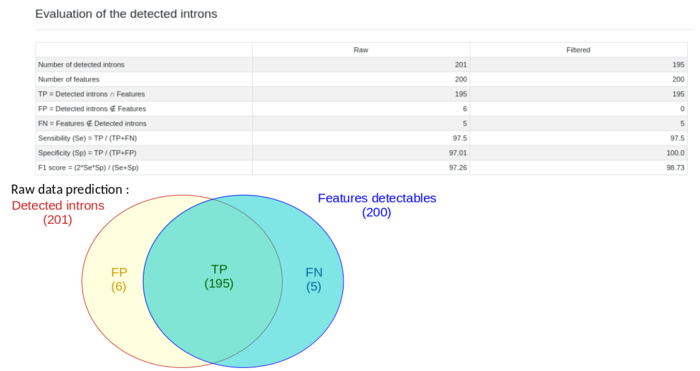 Evaluation of the detected introns
Raw Filtered
Number of detected introns 201 195
Number of features 200 200
TP = Detected introns ∩ Features 195 195
FP = Detected introns ∉ Features 6 0
FN = Features ∉ Detected introns 5 5
Sensibility (Se) = TP / (TP+FN) 97.5 97.5
Specificity (Sp) = TP / (TP+FP) 97.01 100.0
F1 score = (2*Se*Sp) / (Se+Sp) 97.26 98.73
Raw data prediction :
Detected introns
(201)
Features detectables
(200)
FP
(6)
TP
(195)
FN
(5)